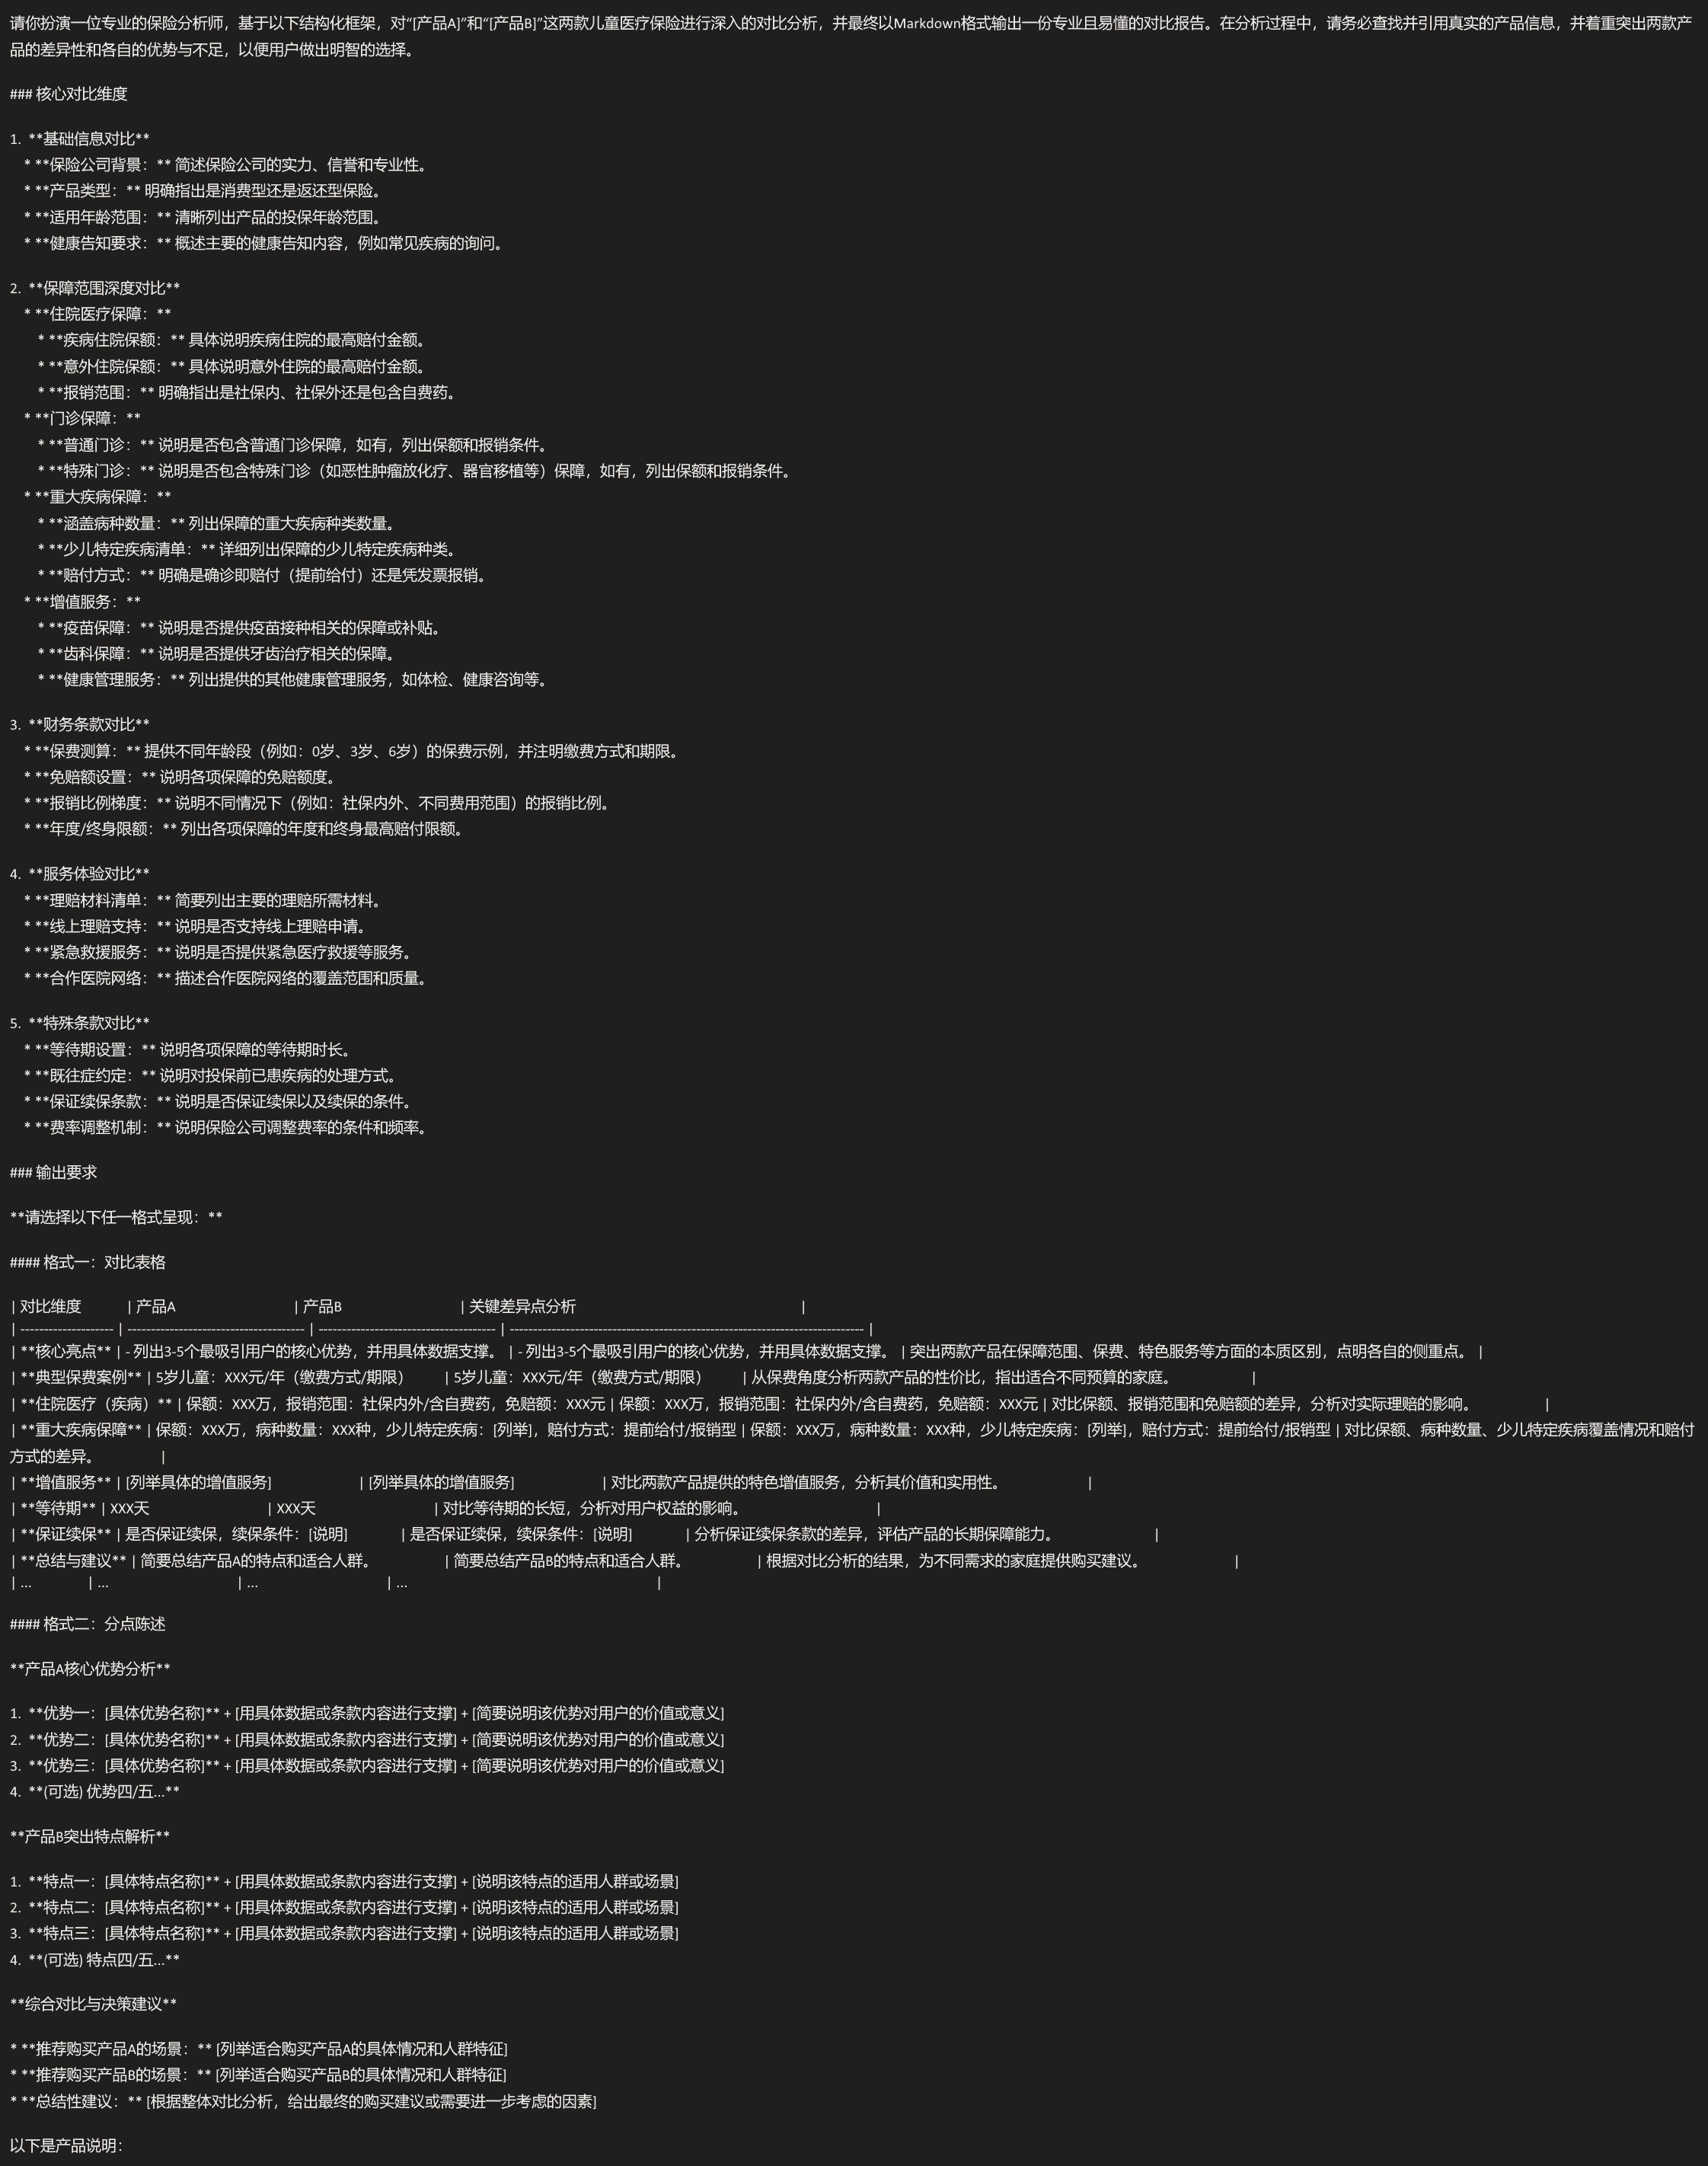 请你扮演一位专业的保险分析师，基于以下结构化框架，对“[产品A]”和“[产品B]”这两款儿童医疗保险进行深入的对比分析，并最终以Markdown格式输出一份专业且易懂的对比报告。在分析过程中，请务必查找并引用真实的产品信息，并着重突出两款产
品的差异性和各自的优势与不足，以便用户做出明智的选择。
### 核心对比维度
1. **基础信息对比**
* **保险公司背景：** 简述保险公司的实力、信誉和专业性。
* **产品类型：** 明确指出是消费型还是返还型保险。
* **适用年龄范围：** 清晰列出产品的投保年龄范围。
* **健康告知要求：** 概述主要的健康告知内容，例如常见疾病的询问。
2. **保障范围深度对比**
* **住院医疗保障：**
* **疾病住院保额：** 具体说明疾病住院的最高赔付金额。
* **意外住院保额：** 具体说明意外住院的最高赔付金额。
* **报销范围：** 明确指出是社保内、社保外还是包含自费药。
* **门诊保障：**
* **普通门诊：** 说明是否包含普通门诊保障，如有，列出保额和报销条件。
* **特殊门诊：** 说明是否包含特殊门诊（如恶性肿瘤放化疗、器官移植等）保障，如有，列出保额和报销条件。
* **重大疾病保障：**
* **涵盖病种数量：** 列出保障的重大疾病种类数量。
* **少儿特定疾病清单：** 详细列出保障的少儿特定疾病种类。
* **赔付方式：** 明确是确诊即赔付（提前给付）还是凭发票报销。
* **增值服务：**
* **疫苗保障：** 说明是否提供疫苗接种相关的保障或补贴。
* **齿科保障：** 说明是否提供牙齿治疗相关的保障。
* **健康管理服务：** 列出提供的其他健康管理服务，如体检、健康咨询等。
3. **财务条款对比**
* **保费测算：** 提供不同年龄段（例如：0岁、3岁、6岁）的保费示例，并注明缴费方式和期限。
* **免赔额设置：** 说明各项保障的免赔额度。
* **报销比例梯度：** 说明不同情况下（例如：社保内外、不同费用范围）的报销比例。
* **年度/终身限额：** 列出各项保障的年度和终身最高赔付限额。
4. **服务体验对比**
* **理赔材料清单：** 简要列出主要的理赔所需材料。
* **线上理赔支持：** 说明是否支持线上理赔申请。
* **紧急救援服务：** 说明是否提供紧急医疗救援等服务。
* **合作医院网络：** 描述合作医院网络的覆盖范围和质量。
5. **特殊条款对比**
* **等待期设置：** 说明各项保障的等待期时长。
* **既往症约定：** 说明对投保前已患疾病的处理方式。
* **保证续保条款：** 说明是否保证续保以及续保的条件。
* **费率调整机制：** 说明保险公司调整费率的条件和频率。
### 输出要求
**请选择以下任一格式呈现：**
#### 格式一：对比表格
| 对比维度 | 产品A | 产品B | 关键差异点分析 |
| -------------------- | -------------------------------------- | -------------------------------------- | ---------------------------------------------------------------------------- |
| **核心亮点** | - 列出3-5个最吸引用户的核心优势，并用具体数据支撑。 | - 列出3-5个最吸引用户的核心优势，并用具体数据支撑。 | 突出两款产品在保障范围、保费、特色服务等方面的本质区别，点明各自的侧重点。 |
| **典型保费案例** | 5岁儿童：XXX元/年（缴费方式/期限） | 5岁儿童：XXX元/年（缴费方式/期限） | 从保费角度分析两款产品的性价比，指出适合不同预算的家庭。 |
| **住院医疗（疾病）** | 保额：XXX万，报销范围：社保内外/含自费药，免赔额：XXX元 | 保额：XXX万，报销范围：社保内外/含自费药，免赔额：XXX元 | 对比保额、报销范围和免赔额的差异，分析对实际理赔的影响。 |
| **重大疾病保障** | 保额：XXX万，病种数量：XXX种，少儿特定疾病：[列举]，赔付方式：提前给付/报销型 | 保额：XXX万，病种数量：XXX种，少儿特定疾病：[列举]，赔付方式：提前给付/报销型 | 对比保额、病种数量、少儿特定疾病覆盖情况和赔付
方式的差异。 |
| **增值服务** | [列举具体的增值服务] | [列举具体的增值服务] | 对比两款产品提供的特色增值服务，分析其价值和实用性。 |
| **等待期** | XXX天 | XXX天 | 对比等待期的长短，分析对用户权益的影响。 |
| **保证续保** | 是否保证续保，续保条件：[说明] | 是否保证续保，续保条件：[说明] | 分析保证续保条款的差异，评估产品的长期保障能力。 |
| **总结与建议** | 简要总结产品A的特点和适合人群。 | 简要总结产品B的特点和适合人群。 | 根据对比分析的结果，为不同需求的家庭提供购买建议。 |
| ... | ... | ... | ... |
#### 格式二：分点陈述
**产品A核心优势分析**
1. **优势一：[具体优势名称]** + [用具体数据或条款内容进行支撑] + [简要说明该优势对用户的价值或意义]
2. **优势二：[具体优势名称]** + [用具体数据或条款内容进行支撑] + [简要说明该优势对用户的价值或意义]
3. **优势三：[具体优势名称]** + [用具体数据或条款内容进行支撑] + [简要说明该优势对用户的价值或意义]
4. **(可选) 优势四/五...**
**产品B突出特点解析**
1. **特点一：[具体特点名称]** + [用具体数据或条款内容进行支撑] + [说明该特点的适用人群或场景]
2. **特点二：[具体特点名称]** + [用具体数据或条款内容进行支撑] + [说明该特点的适用人群或场景]
3. **特点三：[具体特点名称]** + [用具体数据或条款内容进行支撑] + [说明该特点的适用人群或场景]
4. **(可选) 特点四/五...**
**综合对比与决策建议**
* **推荐购买产品A的场景：** [列举适合购买产品A的具体情况和人群特征]
* **推荐购买产品B的场景：** [列举适合购买产品B的具体情况和人群特征]
* **总结性建议：** [根据整体对比分析，给出最终的购买建议或需要进一步考虑的因素]
以下是产品说明：